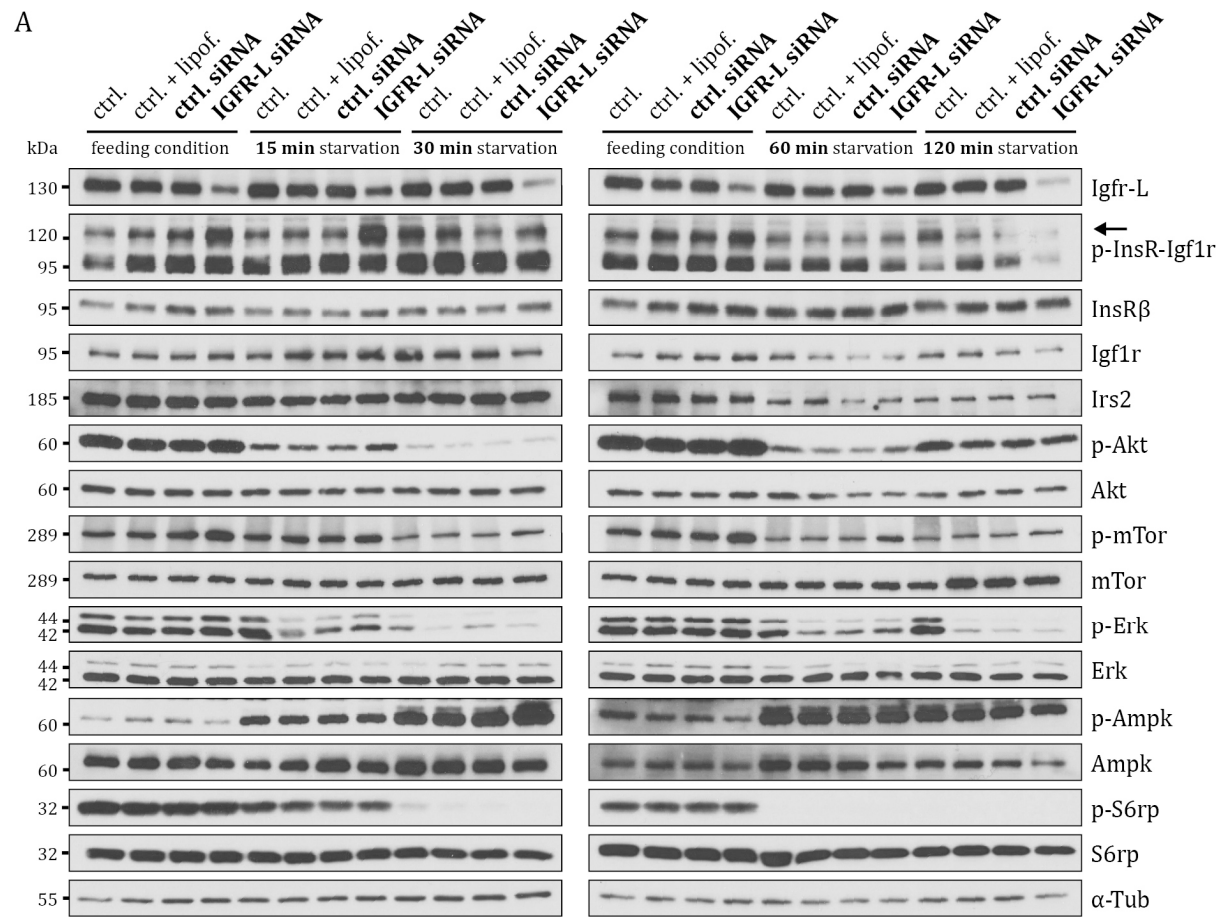 A
ctrl. ctrl. + lipof. ctrl. siRNA IGFR-L siRNA ctrl. ctrl. + lipof. ctrl. siRNA IGFR-L siRNA ctrl. ctrl. + lipof. ctrl. siRNA IGFR-L siRNA ctrl. ctrl. + lipof. ctrl. siRNA IGFR-L siRNA ctrl. ctrl. + lipof. ctrl. siRNA IGFR-L siRNA ctrl. ctrl. + lipof. ctrl. siRNA IGFR-L siRNA
kDa feeding condition 15 min starvation 30 min starvation feeding condition 60 min starvation 120 min starvation
130 Igfr-L
120
95 p-InsR-Igf1r
95 InsRβ
95 Igf1r
185 Irs2
60 p-Akt
60 Akt
289 p-mTor
289 mTor
44
42 p-Erk
44
42 Erk
60 p-Ampk
60 Ampk
32 p-S6rp
32 S6rp
55 α-Tub